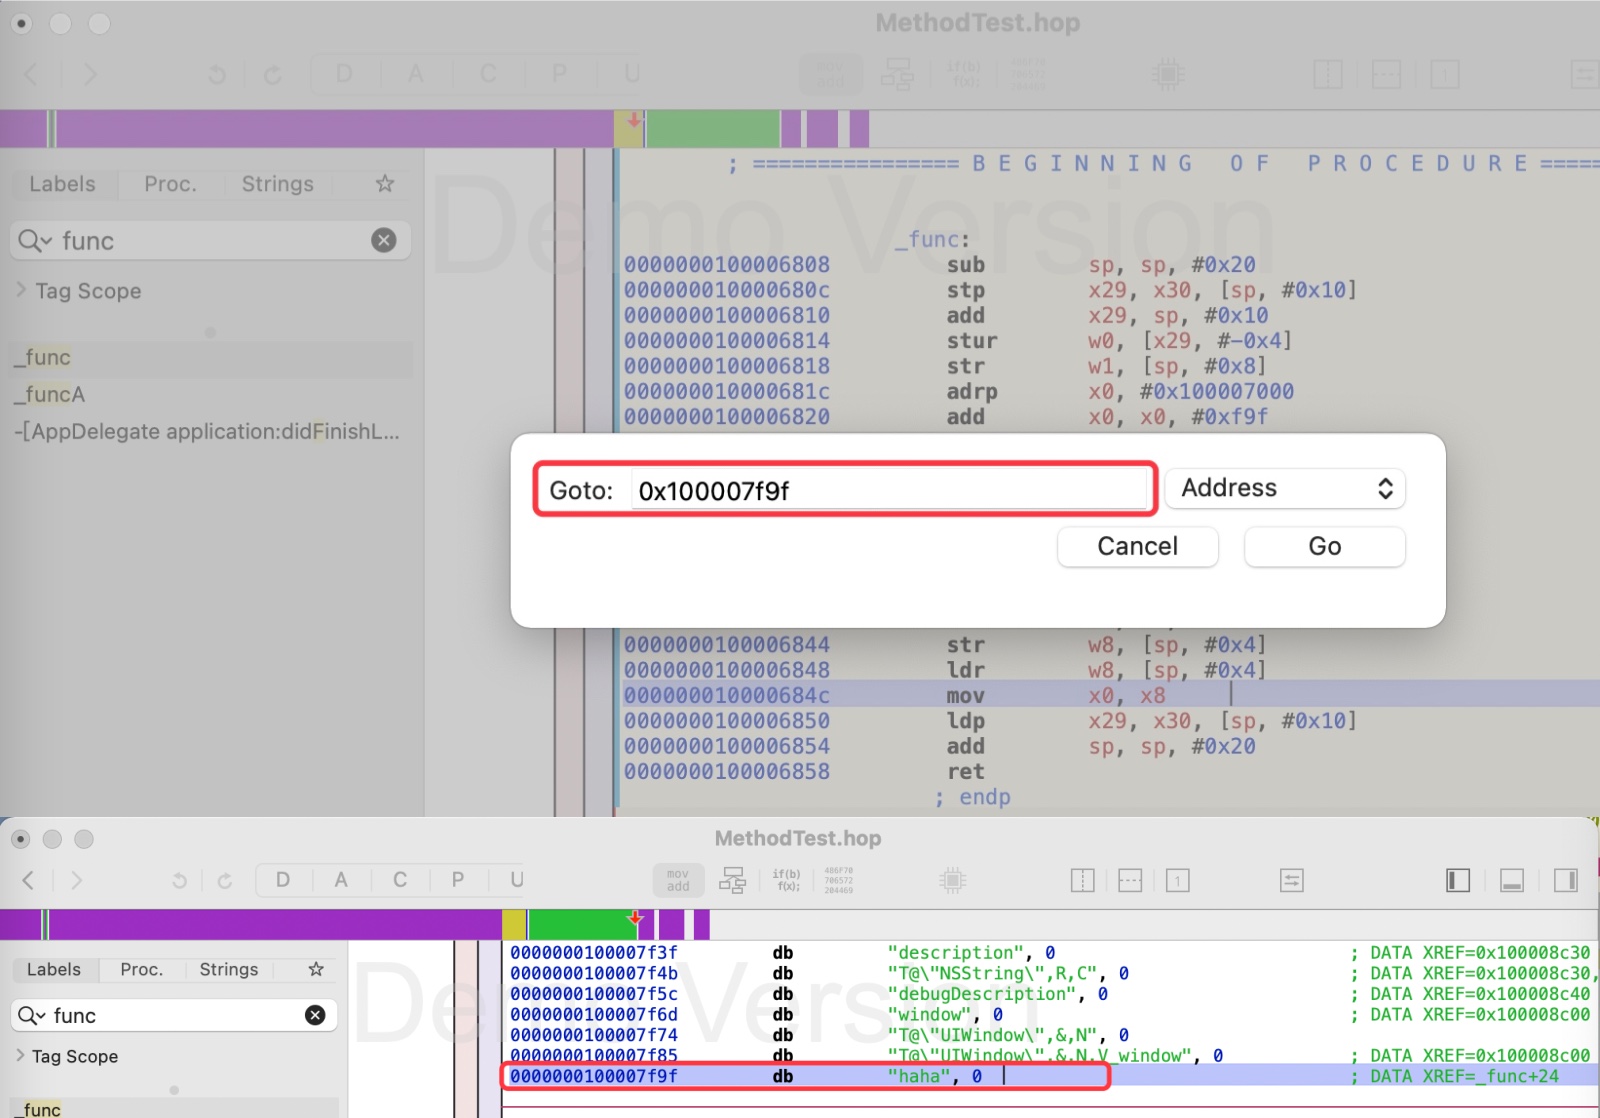 MethodTest.hop
D A C P U
mov add if(b) f(x); 486F70 706572 204469 1
Labels Proc. Strings
; ================ B E G I N N I N G O F P R O C E D U R E =====
Demo Version
func
_func:
0000000100006808 sub sp, sp, #0x20
Tag Scope
000000010000680c stp x29, x30, [sp, #0x10]
0000000100006810 add x29, sp, #0x10
0000000100006814 stur w0, [x29, #-0x4]
_func
0000000100006818 str w1, [sp, #0x8]
_funcA
000000010000681c adrp x0, #0x100007000
-[AppDelegate application:didFinishL...
0000000100006820 add x0, x0, #0xf9f
Goto: 0x100007f9f Address
Cancel Go
0000000100006844 str w8, [sp, #0x4]
0000000100006848 ldr w8, [sp, #0x4]
000000010000684c mov x0, x8
0000000100006850 ldp x29, x30, [sp, #0x10]
0000000100006854 add sp, sp, #0x20
0000000100006858 ret
; endp
MethodTest.hop
D A C P U
mov add if(b) f(x); 486F70 706572 204469 1
Labels Proc. Strings
func
Tag Scope
_func
Demo Version
0000000100007f3f db "description", 0 ; DATA XREF=0x100008c30
0000000100007f4b db "T@\"NSString\",R,C", 0 ; DATA XREF=0x100008c30,
0000000100007f5c db "debugDescription", 0 ; DATA XREF=0x100008c40
0000000100007f6d db "window", 0 ; DATA XREF=0x100008c00
0000000100007f74 db "T@\"UIWindow\",&,N", 0
0000000100007f85 db "T@\"UIWindow\",&,N,V_window", 0 ; DATA XREF=0x100008c00
0000000100007f9f db "haha", 0 ; DATA XREF=_func+24